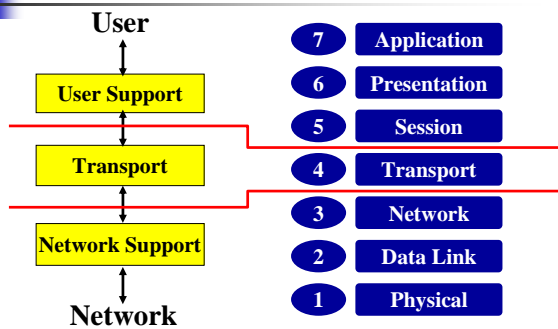 User
User Support
Transport
Network Support
Network
7 Application
6 Presentation
5 Session
4 Transport
3 Network
2 Data Link
1 Physical